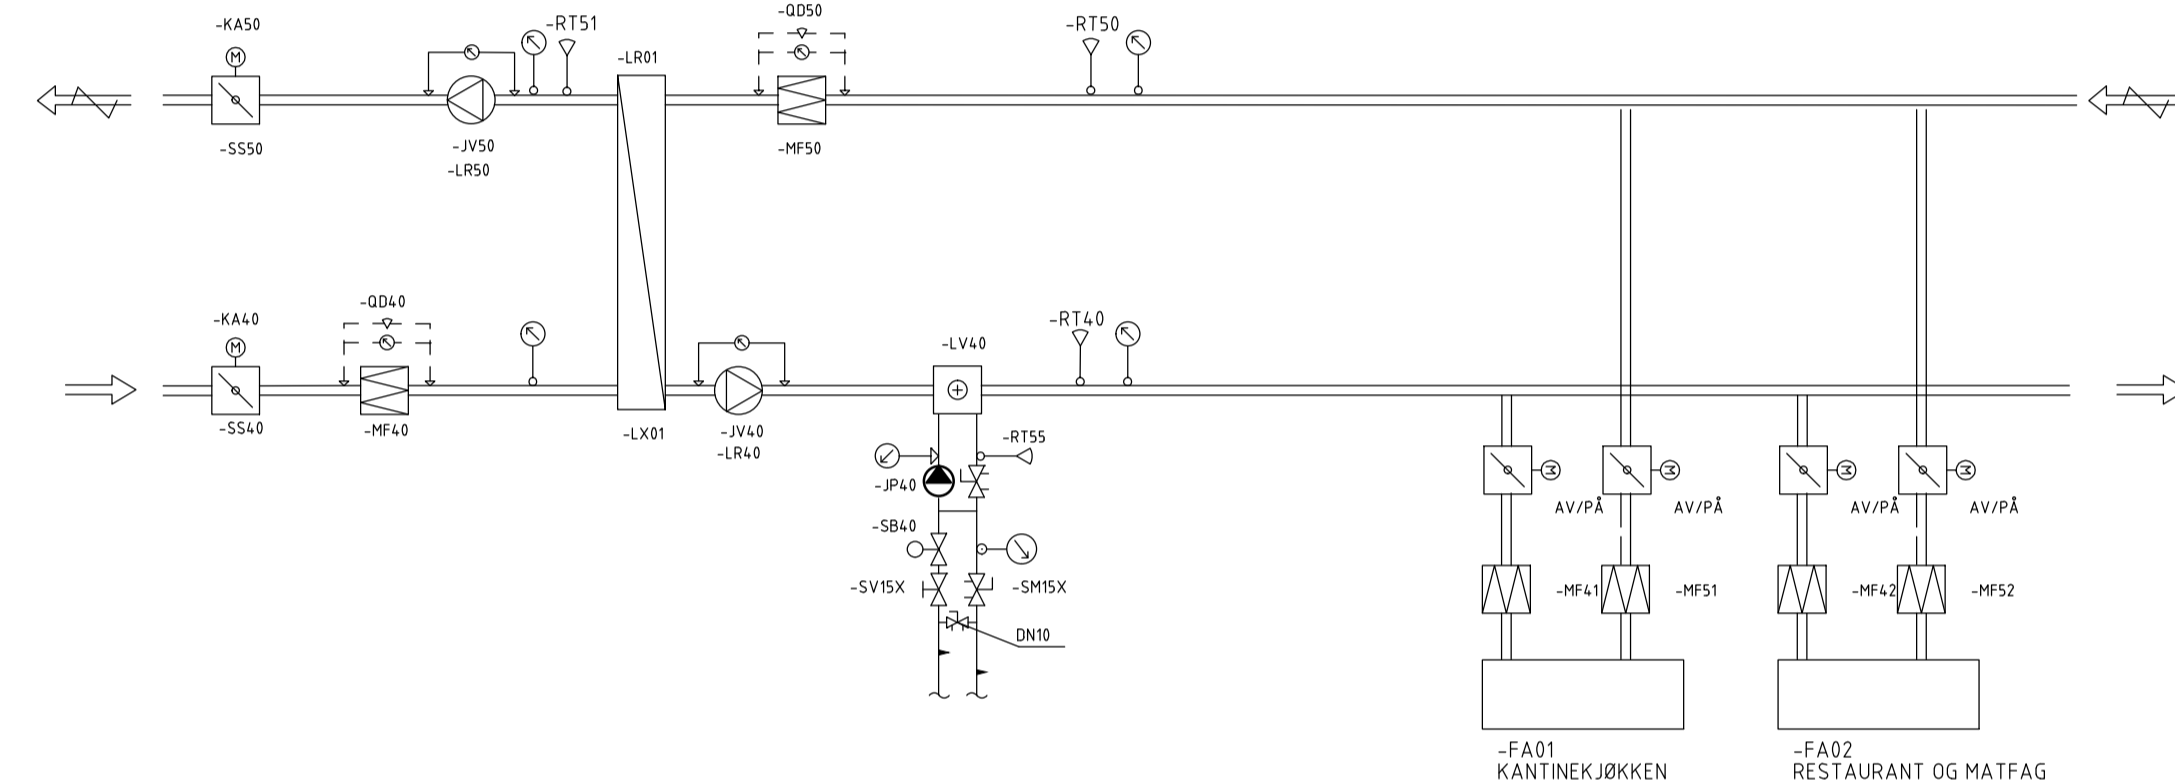 -KA50
M
-SS50
-JV50
-LR50
-RT51
-LR01
-QD50
-MF50
-RT50
-KA40
M
-SS40
-QD40
-MF40
-LX01
-JV40
-LR40
-LV40
-RT40
-RT55
-JP40
-SB40
-SV15X
-SM15X
DN10
M
AV/PÅ
M
AV/PÅ
M
AV/PÅ
M
AV/PÅ
-MF41
-MF51
-MF42
-MF52
-FA01
KANTINEKJØKKEN
-FA02
RESTAURANT OG MATFAG